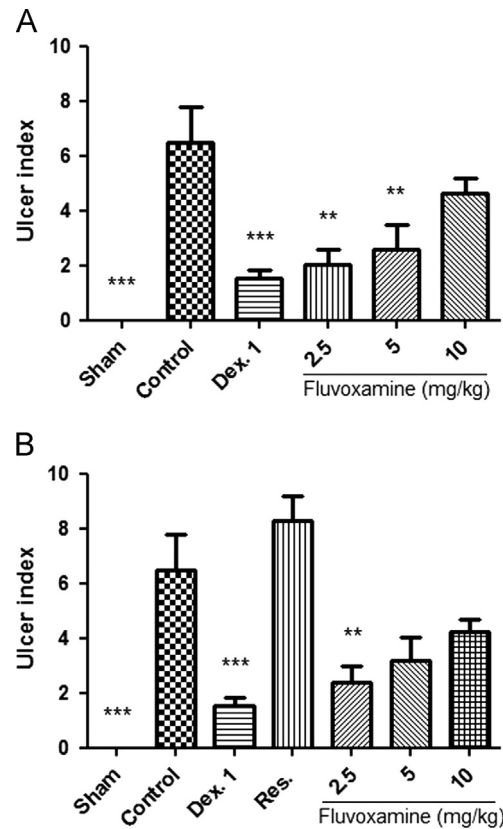 A
10
8
6
4
2
0
Ulcer index
***
***
**
**
Sham
Control
Dex. 1
2.5
5
10
Fluvoxamine (mg/kg)
B
10
8
6
4
2
0
Ulcer index
***
***
**
Sham
Control
Dex. 1
Res.
2.5
5
10
Fluvoxamine (mg/kg)